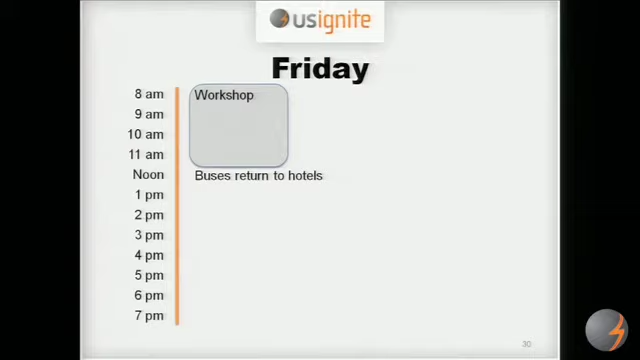 usignite
Friday
8 am
Workshop
9 am
10 am
11 am
Noon
Buses return to hotels
1 pm
2 pm
3 pm
4 pm
5 pm
6 pm
7 pm
30